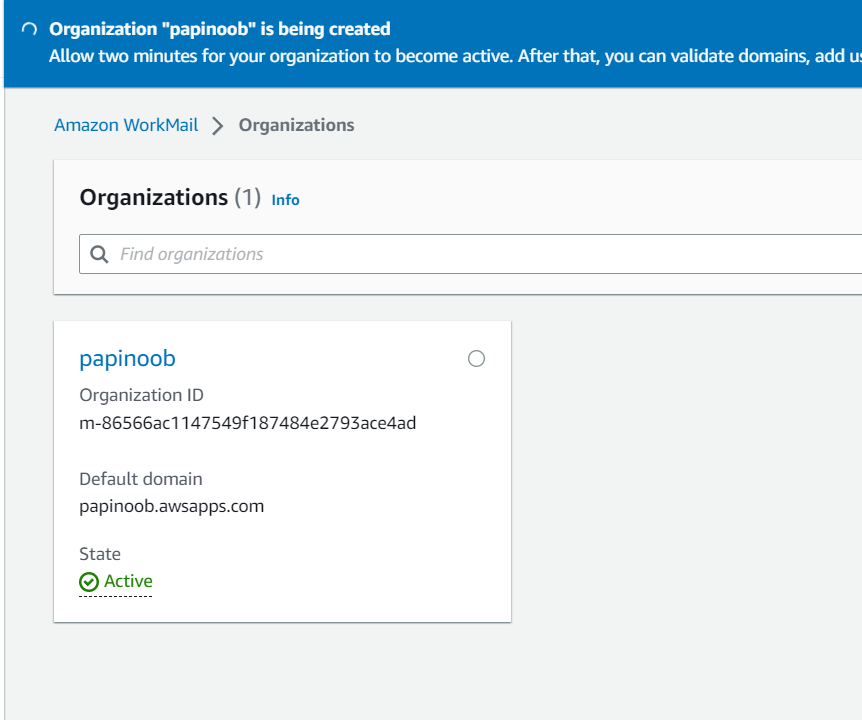 Organization "papinoob" is being created
Allow two minutes for your organization to become active. After that, you can validate domains, add
Amazon WorkMail > Organizations
Organizations (1) Info
Find organizations
papinoob
Organization ID
m-86566ac1147549f187484e2793ace4ad
Default domain
papinoob.awsapps.com
State
Active